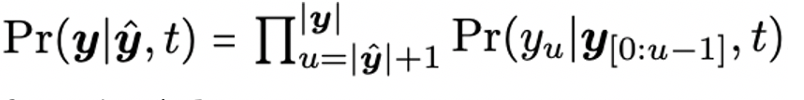 Pr(𝒚|𝒚̂, t) = ∏_{u=|𝒚̂|+1}^{|𝒚|} Pr(y_u|𝒚_{[0:u−1]}, t)